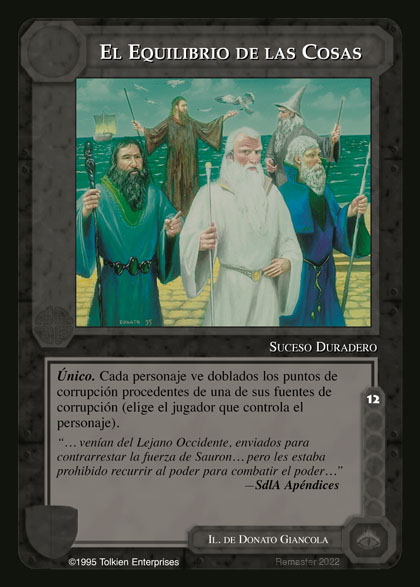 El Equilibrio de las Cosas
DONATO 95
Suceso Duradero
Único. Cada personaje ve doblados los puntos de
corrupción procedentes de una de sus fuentes de
corrupción (elige el jugador que controla el
personaje).
12
“… venían del Lejano Occidente, enviados para
contrarrestar la fuerza de Sauron… pero les estaba
prohibido recurrir al poder para combatir el poder…”
—SdlA Apéndices
Il. de Donato Giancola
©1995 Tolkien Enterprises
Remaster 2022